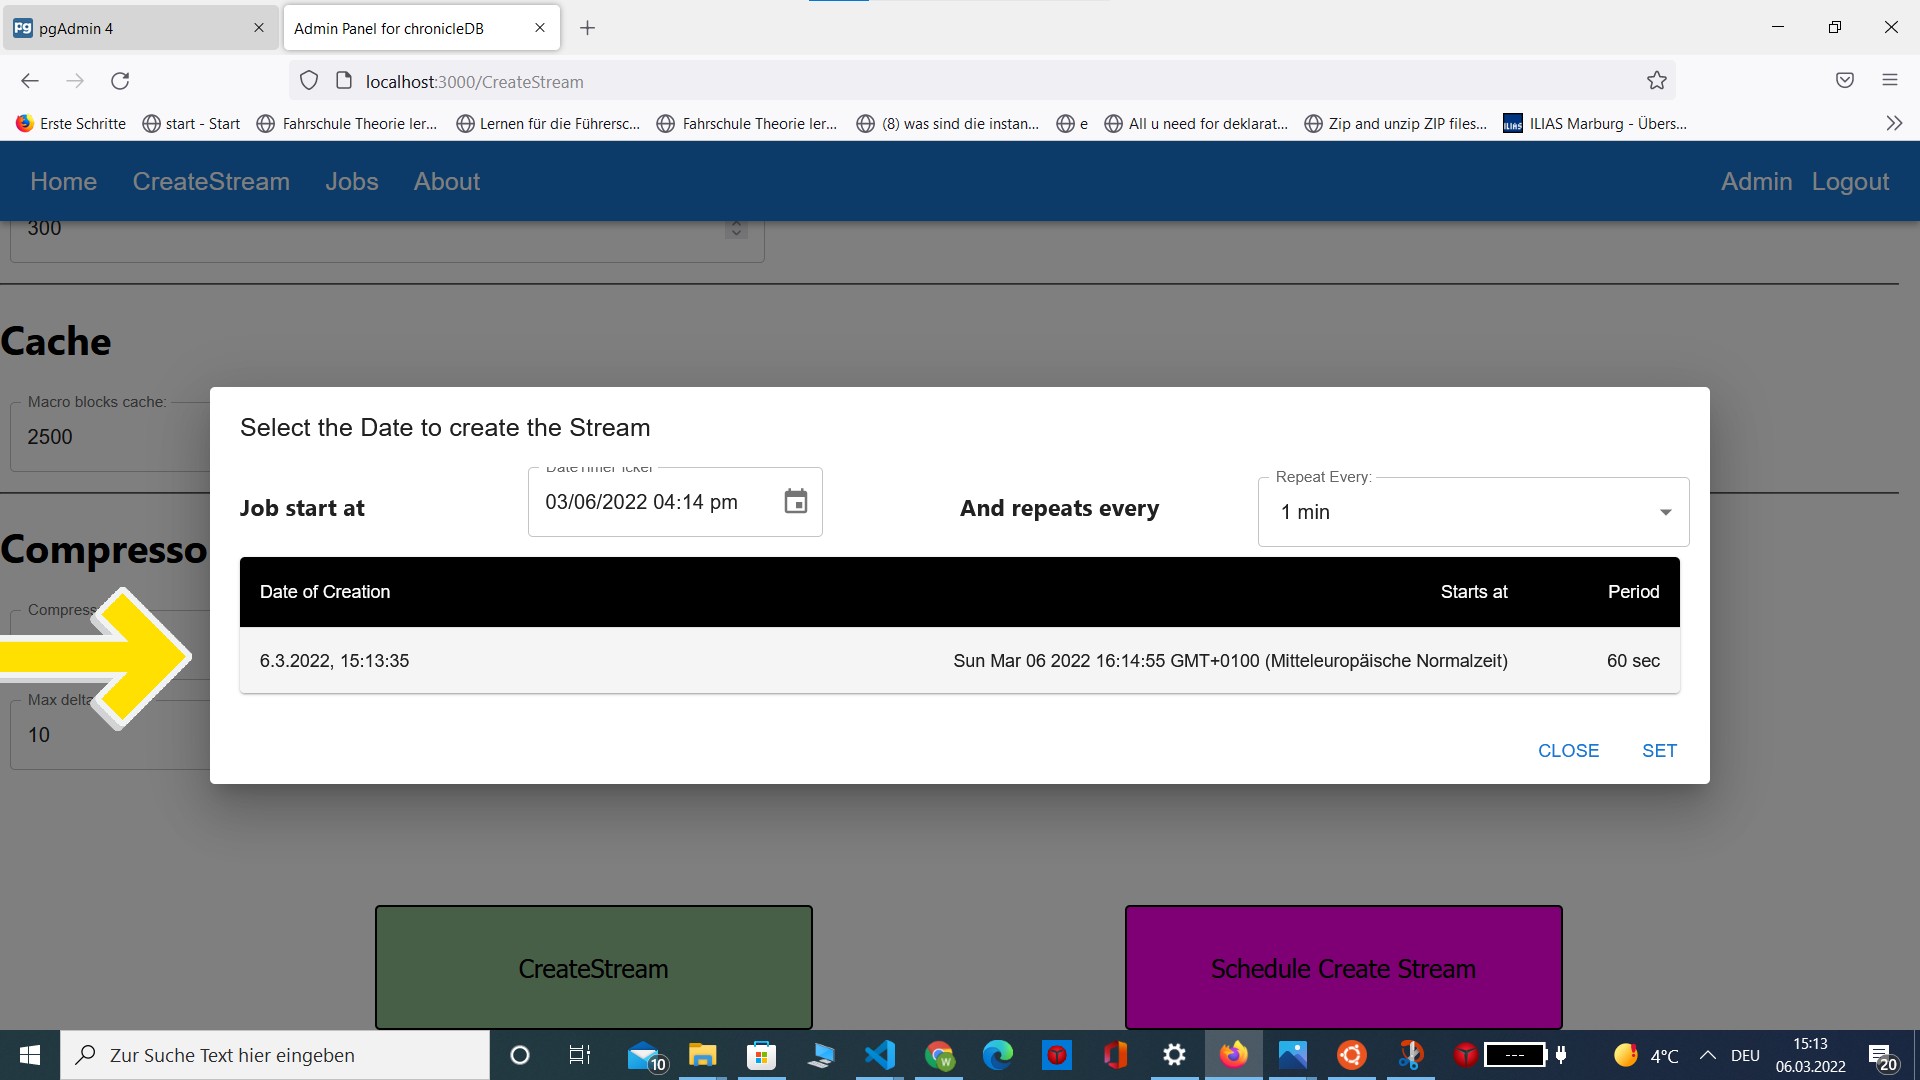 pgAdmin 4
Admin Panel for chronicleDB
localhost:3000/CreateStream
Erste Schritte
start - Start
Fahrschule Theorie ler...
Lernen für die Führersc...
Fahrschule Theorie ler...
(8) was sind die instan...
e
All u need for deklarat...
Zip and unzip ZIP files...
ILIAS Marburg - Übers...
Home
CreateStream
Jobs
About
Admin
Logout
300
Cache
Macro blocks cache:
2500
Select the Date to create the Stream
Job start at
DateTimePicker
03/06/2022 04:14 pm
And repeats every
Repeat Every:
1 min
Compresso
Date of Creation
Starts at
Period
Compress
6.3.2022, 15:13:35
Sun Mar 06 2022 16:14:55 GMT+0100 (Mitteleuropäische Normalzeit)
60 sec
Max delta
10
CLOSE
SET
CreateStream
Schedule Create Stream
Zur Suche Text hier eingeben
10
4°C
DEU
15:13
06.03.2022
20